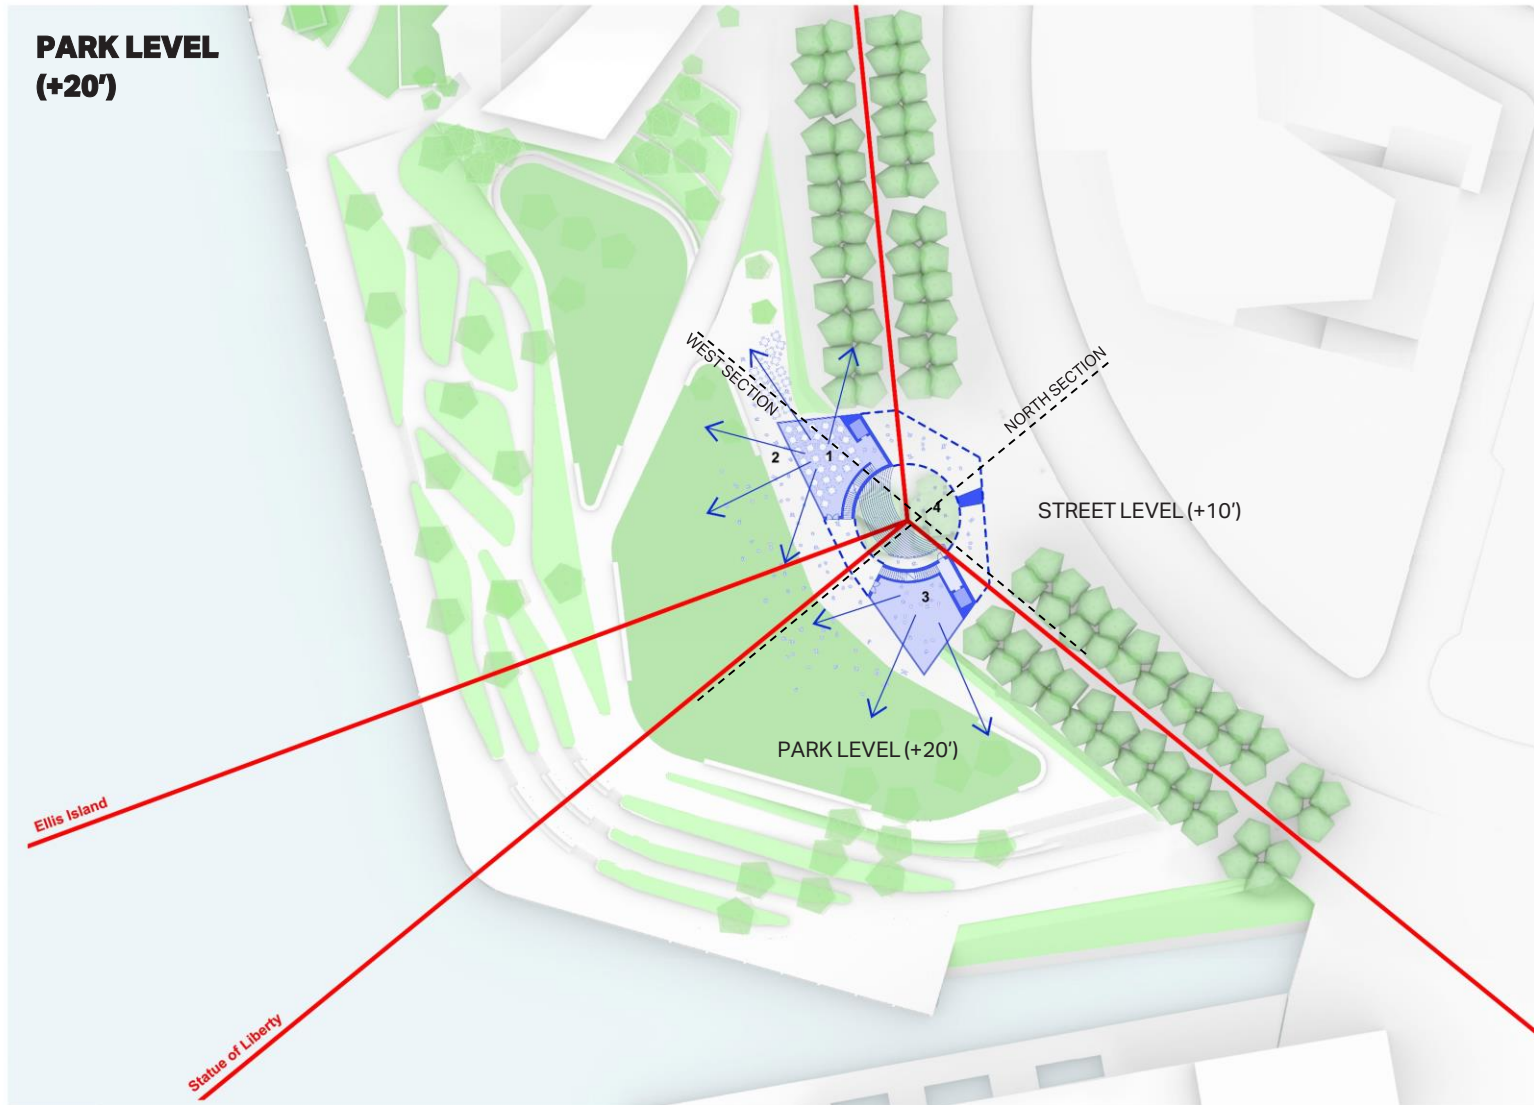 PARK LEVEL
(+20')
WEST SECTION
NORTH SECTION
2
1
4
STREET LEVEL (+10')
3
PARK LEVEL (+20')
Ellis Island
Statue of Liberty